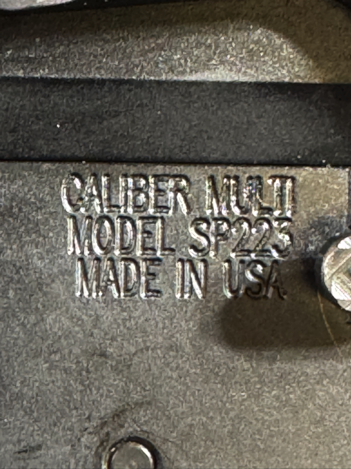 CALIBER MULTI
MODEL SP223
MADE IN USA